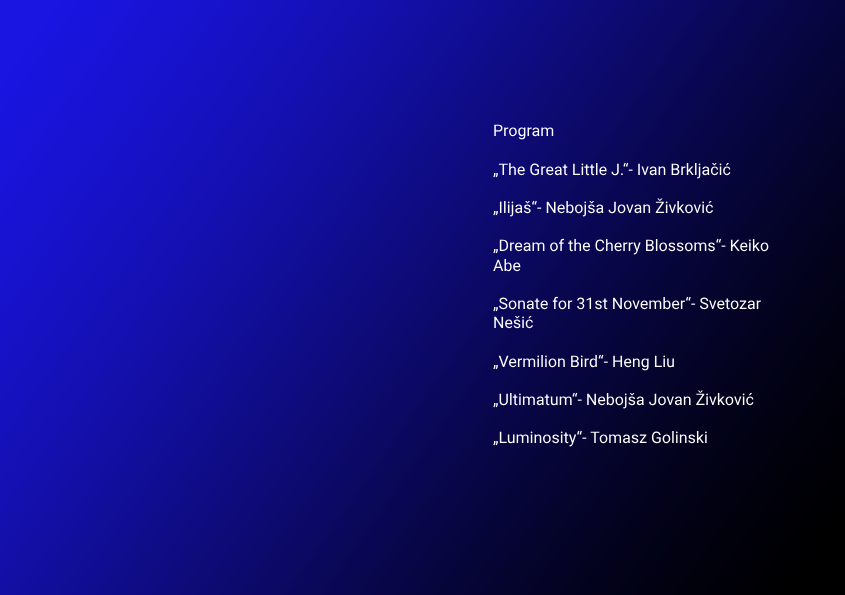 Program
„The Great Little J.“- Ivan Brkljačić
„Ilijaš“- Nebojša Jovan Živković
„Dream of the Cherry Blossoms“- Keiko
Abe
„Sonate for 31st November“- Svetozar
Nešić
„Vermilion Bird“- Heng Liu
„Ultimatum“- Nebojša Jovan Živković
„Luminosity“- Tomasz Golinski